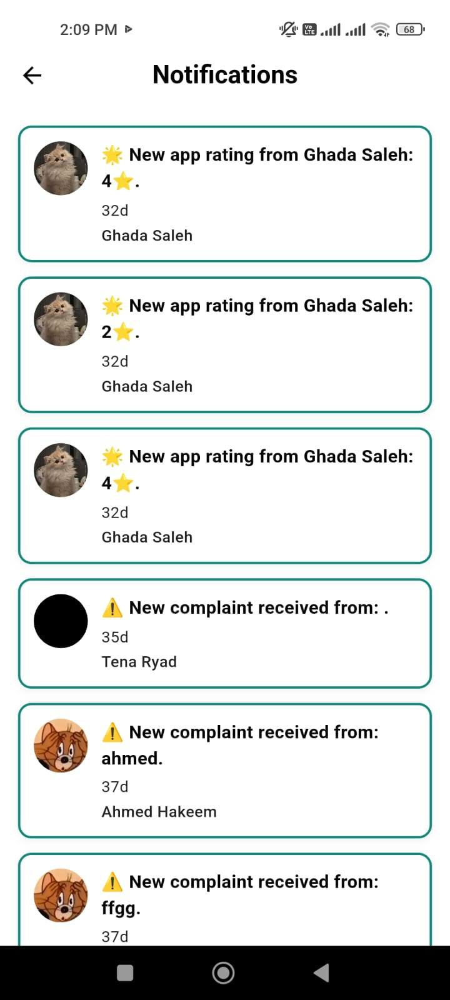 2:09 PM
Vo LTE
68
Notifications
🌟 New app rating from Ghada Saleh:
4⭐.
32d
Ghada Saleh
🌟 New app rating from Ghada Saleh:
2⭐.
32d
Ghada Saleh
🌟 New app rating from Ghada Saleh:
4⭐.
32d
Ghada Saleh
⚠️ New complaint received from: .
35d
Tena Ryad
⚠️ New complaint received from:
ahmed.
37d
Ahmed Hakeem
⚠️ New complaint received from:
ffgg.
37d